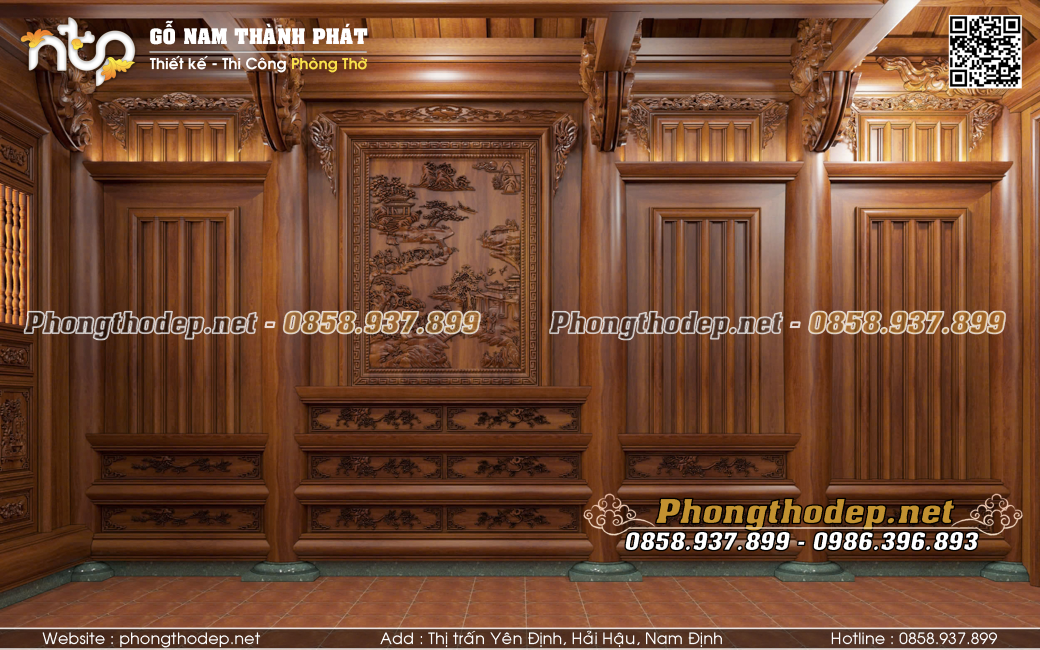 ntp
GỖ NAM THÀNH PHÁT
Thiết kế - Thi Công Phòng Thờ
Phongthodep.net - 0858.937.899
Phongthodep.net - 0858.937.899
Phongthodep.net
0858.937.899 - 0986.396.893
Website : phongthodep.net
Add : Thị trấn Yên Định, Hải Hậu, Nam Định
Hotline : 0858.937.899